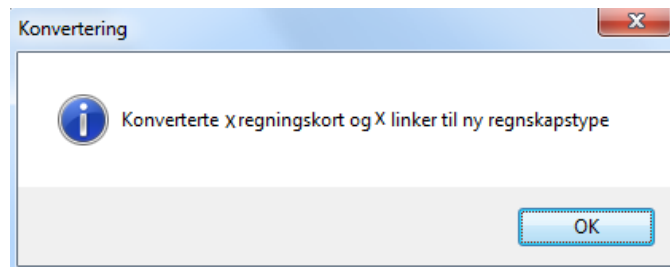 Konvertering
Konverterte x regningskort og X linker til ny regnskapstype
OK